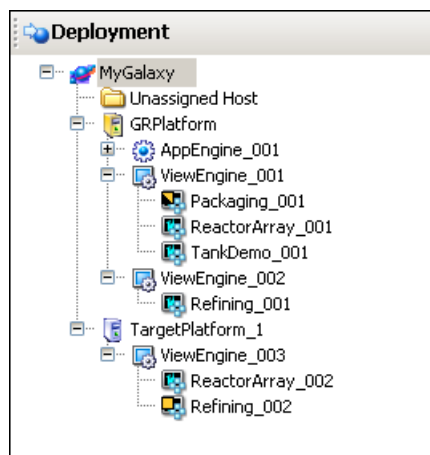 Deployment
MyGalaxy
Unassigned Host
GRPlatform
AppEngine_001
ViewEngine_001
Packaging_001
ReactorArray_001
TankDemo_001
ViewEngine_002
Refining_001
TargetPlatform_1
ViewEngine_003
ReactorArray_002
Refining_002